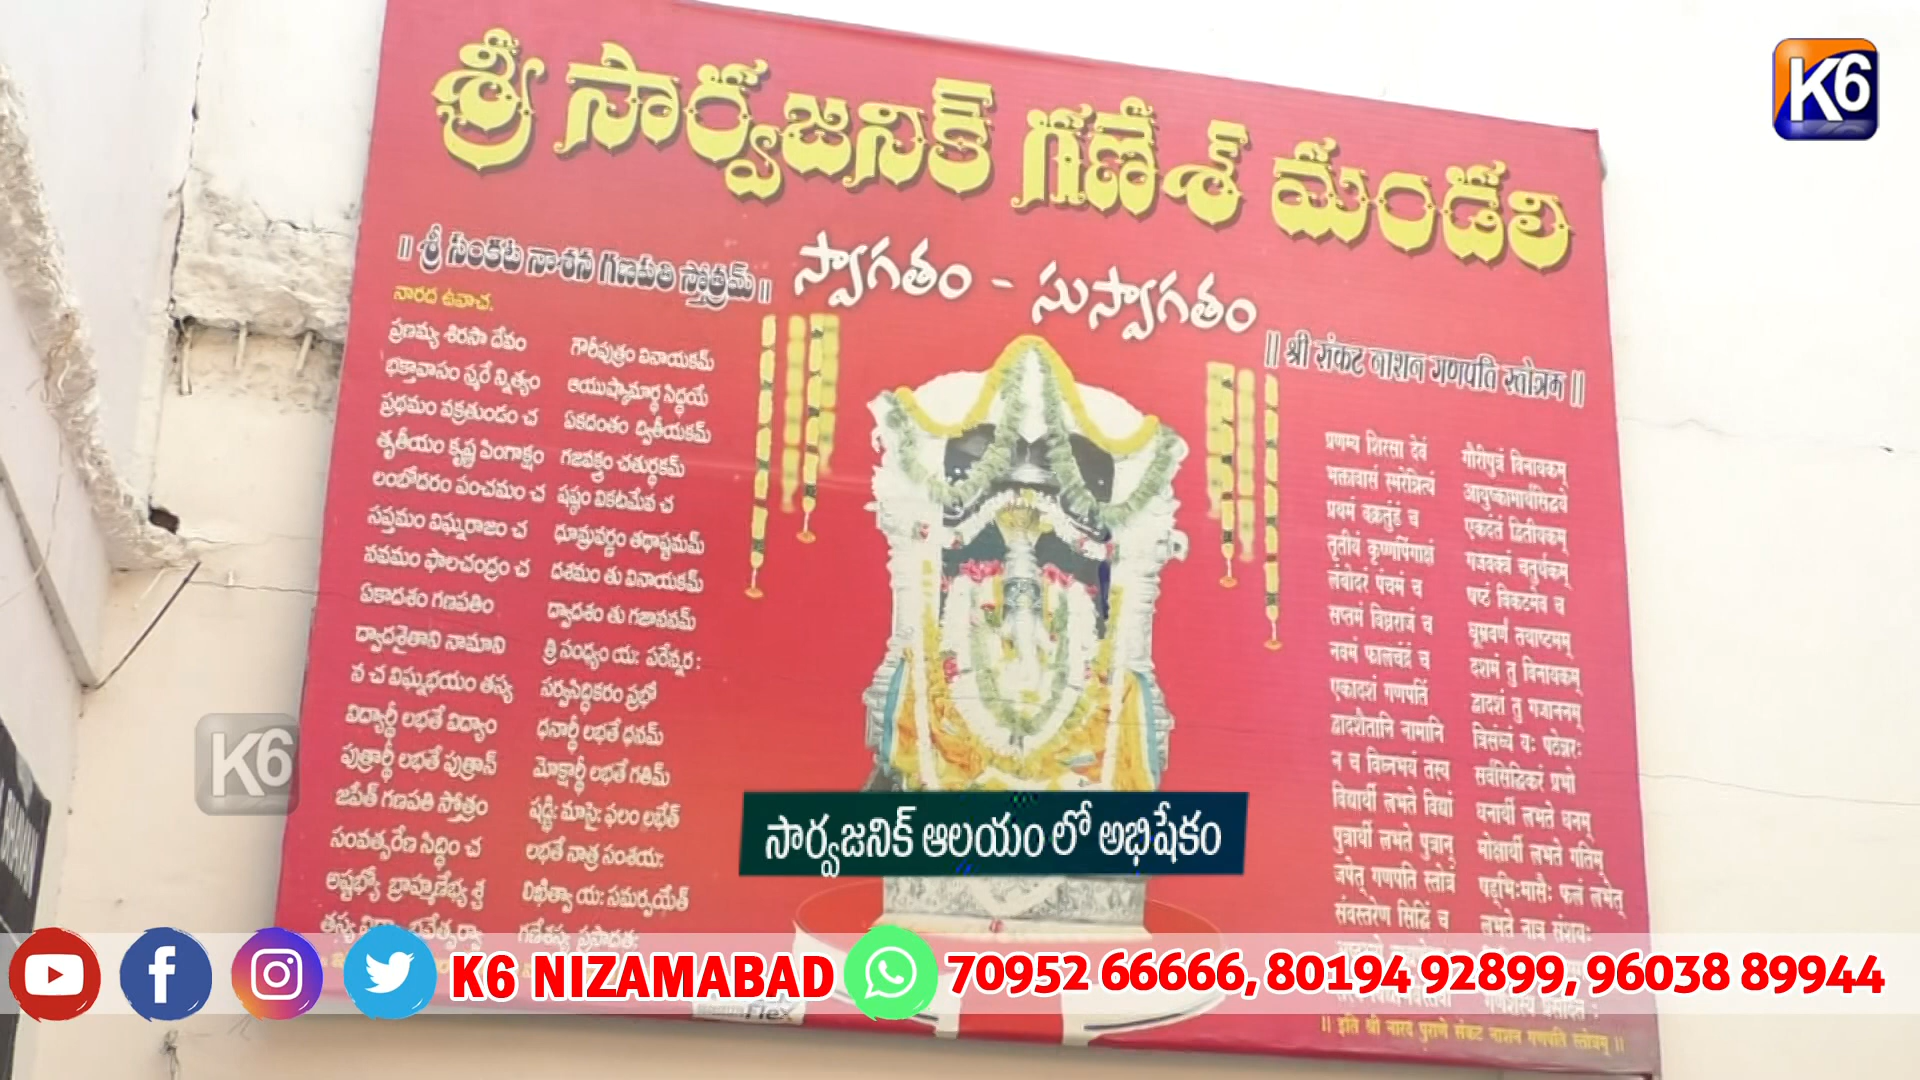 K6
శ్రీ సార్వజనిక్ గణేశ్ మండలి
స్వాగతం - సుస్వాగతం
|| శ్రీ సంకట నాశన గణపతి స్తోత్రమ్ ||
నారద ఉవాచ.
ప్రణమ్య శిరసా దేవం గౌరీపుత్రం వినాయకమ్
భక్తావాసం స్మరే న్నిత్యం ఆయుష్కామార్థ సిద్ధయే
ప్రథమం వక్రతుండం చ ఏకదంతం ద్వితీయకమ్
తృతీయం కృష్ణ పింగాక్షం గజవక్త్రం చతుర్థకమ్
లంబోదరం పంచమం చ షష్ఠం వికటమేవ చ
సప్తమం విఘ్నరాజం చ ధూమ్రవర్ణం తథాష్టమమ్
నవమం ఫాలచంద్రం చ దశమం తు వినాయకమ్
ఏకాదశం గణపతిం ద్వాదశం తు గజాననమ్
ద్వాదశైతాని నామాని త్రి సంధ్యం యః పఠేన్నర :
న చ విఘ్నభయం తస్య సర్వసిద్ధికరం ప్రభో
విద్యార్థీ లభతే విద్యాం ధనార్థీ లభతే ధనమ్
పుత్రార్థీ లభతే పుత్రాన్ మోక్షార్థీ లభతే గతిమ్
జపేత్ గణపతి స్తోత్రం షడ్భిః మాసైః ఫలం లభేత్
సంవత్సరేణ సిద్ధిం చ లభతే నాత్ర సంశయః
అష్టభ్యో బ్రాహ్మణేభ్య శ్చ లిఖిత్వా యః సమర్పయేత్
గణేశస్య ప్రసాదతః
|| श्री संकट नाशन गणपति स्तोत्रम ||
प्रणम्य शिरसा देवं गौरीपुत्रं विनायकम्
भक्तावासं स्मरेन्नित्यं आयुष्कामार्थसिद्धये
प्रथमं वक्रतुंडं च एकदंतं द्वितीयकम्
तृतीयं कृष्णपिंगाक्षं गजवक्त्रं चतुर्थकम्
लंबोदरं पंचमं च षष्टं विकटमेव च
सप्तमं विघ्नराजं च धूम्रवर्णं तथाष्टमम्
नवमं फालचंद्रं च दशमं तु विनायकम्
एकादशं गणपतिं द्वादशं तु गजाननम्
द्वादशैतानि नामानि त्रिसंध्यं यः पठेन्नरः
न च विघ्नभयं तस्य सर्वसिद्धिकरं प्रभो
विद्यार्थी लभते विद्यां धनार्थी लभते धनम्
पुत्रार्थी लभते पुत्रान् मोक्षार्थी लभते गतिम्
जपेत् गणपति स्तोत्रं षड्भिःमासैः फलं लभेत्
संवस्तरेण सिद्धिं च लभते नात्र संशयः
|| इति श्री नारद पुराणे संकट नाशन गणपति स्तोत्रम् ||
K6
సార్వజనిక్ ఆలయం లో అభిషేకం
K6 NIZAMABAD 70952 66666, 80194 92899, 96038 89944